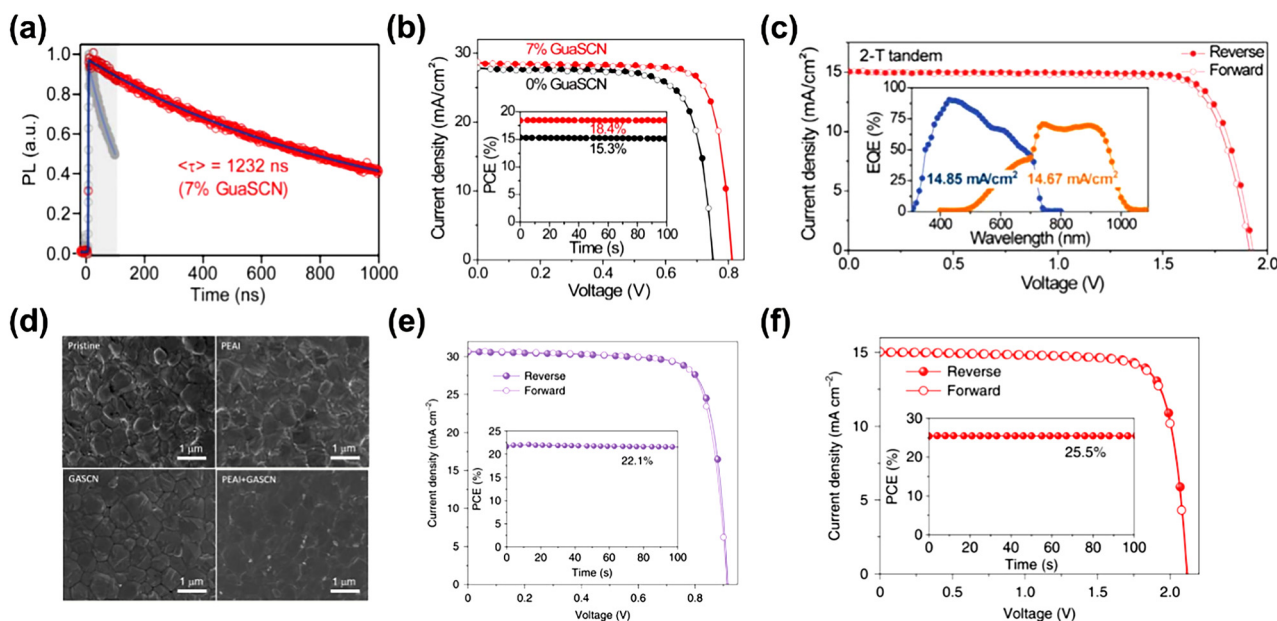 (a)
1.0
0.8
0.6
0.4
0.2
0.0
PL (a.u.)
<τ> = 1232 ns
(7% GuaSCN)
0 200 400 600 800 1000
Time (ns)
(b)
30
20
10
0
Current density (mA/cm²)
7% GuaSCN
0% GuaSCN
20
15
10
5
0
PCE (%)
18.4%
15.3%
0 20 40 60 80 100
Time (s)
0.0 0.2 0.4 0.6 0.8
Voltage (V)
(c)
2-T tandem
Reverse
Forward
15
10
5
0
Current density (mA/cm²)
100
75
50
25
0
EQE (%)
14.85 mA/cm²
14.67 mA/cm²
400 600 800 1000
Wavelength (nm)
0.0 0.5 1.0 1.5 2.0
Voltage (V)
(d)
Pristine
1 μm
PEAI
1 μm
GASCN
1 μm
PEAI+GASCN
1 μm
(e)
30
25
20
15
10
5
0
Current density (mA cm⁻²)
Reverse
Forward
25
20
15
10
5
0
PCE (%)
22.1%
0 20 40 60 80 100
Time (s)
0.0 0.2 0.4 0.6 0.8
Voltage (V)
(f)
15
10
5
0
Current density (mA cm⁻²)
Reverse
Forward
30
25
20
15
10
5
0
PCE (%)
25.5%
0 20 40 60 80 100
Time (s)
0 0.5 1.0 1.5 2.0
Voltage (V)